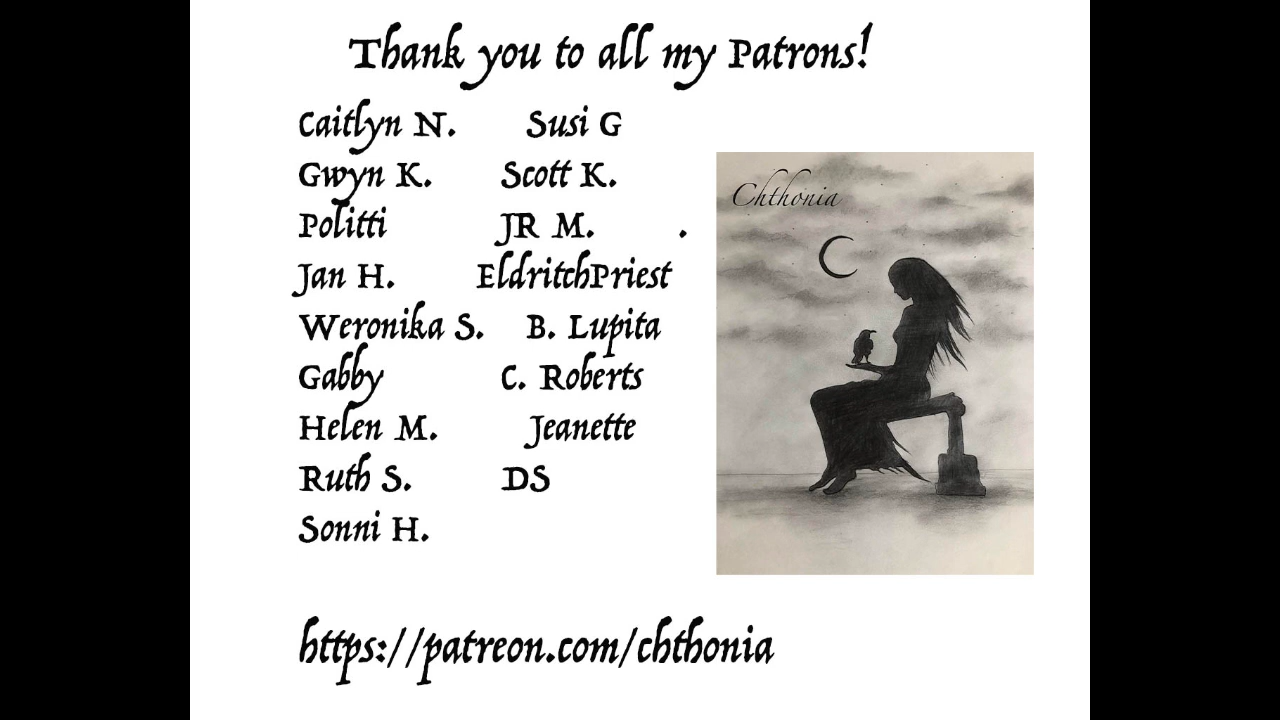 Thank you to all my Patrons!
Caitlyn N. Susi G
Gwyn K. Scott K.
Politti JR M. .
Jan H. EldritchPriest
Weronika S. B. Lupita
Gabby C. Roberts
Helen M. Jeanette
Ruth S. DS
Sonni H.
Chthonia
https://patreon.com/chthonia